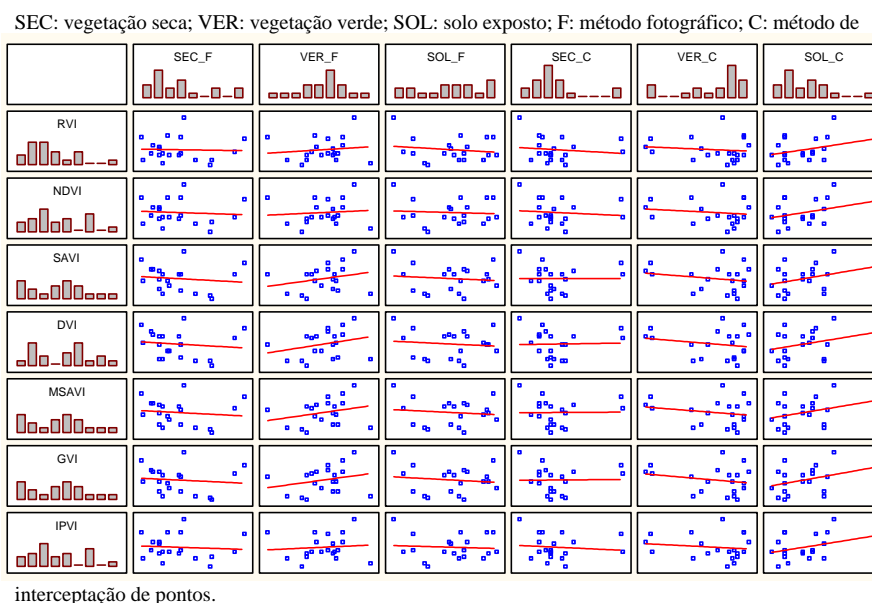 SEC: vegetação seca; VER: vegetação verde; SOL: solo exposto; F: método fotográfico; C: método de
SEC_F VER_F SOL_F SEC_C VER_C SOL_C
RVI
NDVI
SAVI
DVI
MSAVI
GVI
IPVI
interceptação de pontos.